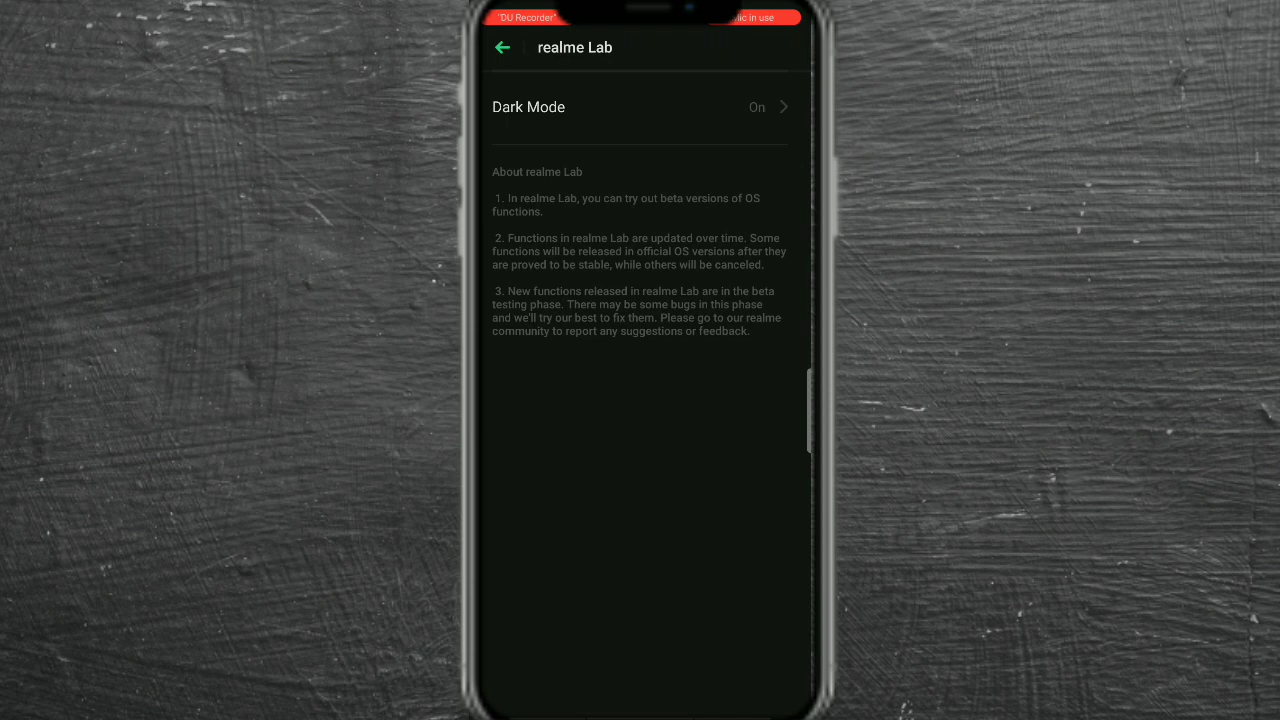 "DU Recorder"
in use
realme Lab
Dark Mode On
About realme Lab
1. In realme Lab, you can try out beta versions of OS
functions.
2. Functions in realme Lab are updated over time. Some
functions will be released in official OS versions after they
are proved to be stable, while others will be canceled.
3. New functions released in realme Lab are in the beta
testing phase. There may be some bugs in this phase
and we'll try our best to fix them. Please go to our realme
community to report any suggestions or feedback.